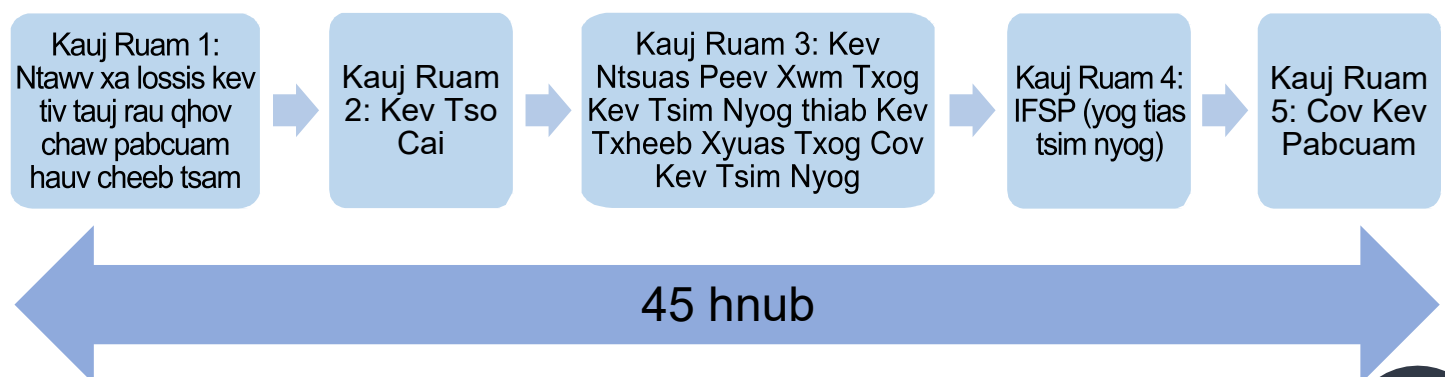 Kauj Ruam 1:
Ntawv xa lossis kev
tiv tauj rau qhov
chaw pabcuam
hauv cheeb tsam
Kauj Ruam
2: Kev Tso
Cai
Kauj Ruam 3: Kev
Ntsuas Peev Xwm Txog
Kev Tsim Nyog thiab Kev
Txheeb Xyuas Txog Cov
Kev Tsim Nyog
Kauj Ruam 4:
IFSP (yog tias
tsim nyog)
Kauj Ruam
5: Cov Kev
Pabcuam
45 hnub